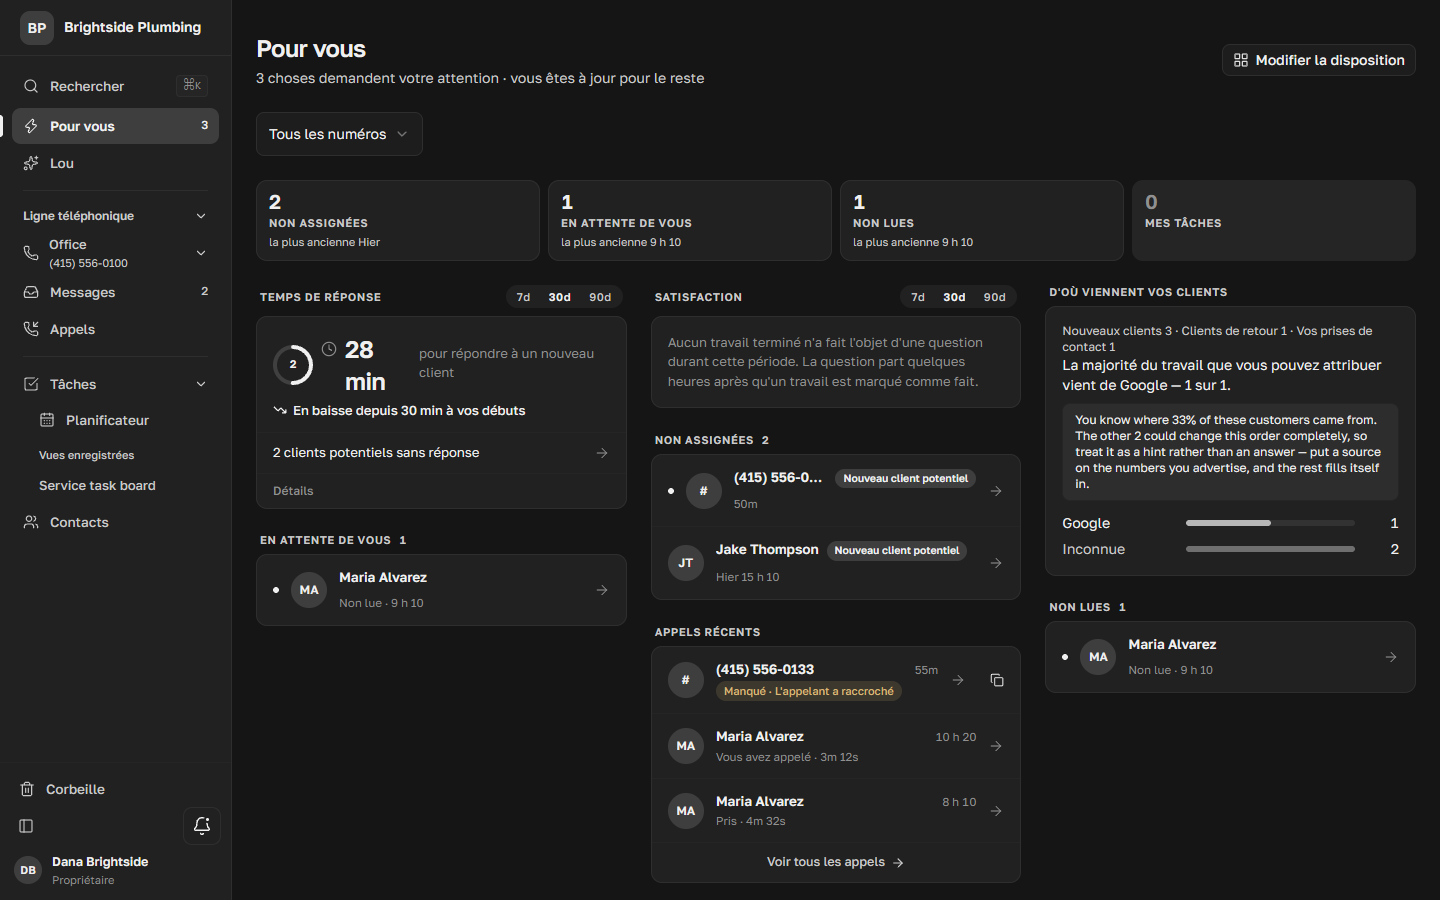 BP Brightside Plumbing
Rechercher ⌘K
Pour vous 3
Lou
Ligne téléphonique
Office
(415) 556-0100
Messages 2
Appels
Tâches
Planificateur
Vues enregistrées
Service task board
Contacts
Corbeille
DB Dana Brightside
Propriétaire
Pour vous
3 choses demandent votre attention · vous êtes à jour pour le reste
Modifier la disposition
Tous les numéros
2
NON ASSIGNÉES
la plus ancienne Hier
1
EN ATTENTE DE VOUS
la plus ancienne 9 h 10
1
NON LUES
la plus ancienne 9 h 10
0
MES TÂCHES
TEMPS DE RÉPONSE 7d 30d 90d
2
28 min
pour répondre à un nouveau
client
En baisse depuis 30 min à vos débuts
2 clients potentiels sans réponse
Détails
EN ATTENTE DE VOUS 1
MA Maria Alvarez
Non lue · 9 h 10
SATISFACTION 7d 30d 90d
Aucun travail terminé n'a fait l'objet d'une question
durant cette période. La question part quelques
heures après qu'un travail est marqué comme fait.
NON ASSIGNÉES 2
# (415) 556-0... Nouveau client potentiel
50m
JT Jake Thompson Nouveau client potentiel
Hier 15 h 10
APPELS RÉCENTS
# (415) 556-0133 55m
Manqué · L'appelant a raccroché
MA Maria Alvarez 10 h 20
Vous avez appelé · 3m 12s
MA Maria Alvarez 8 h 10
Pris · 4m 32s
Voir tous les appels
D'OÙ VIENNENT VOS CLIENTS
Nouveaux clients 3 · Clients de retour 1 · Vos prises de
contact 1
La majorité du travail que vous pouvez attribuer
vient de Google — 1 sur 1.
You know where 33% of these customers came from.
The other 2 could change this order completely, so
treat it as a hint rather than an answer — put a source
on the numbers you advertise, and the rest fills itself
in.
Google 1
Inconnue 2
NON LUES 1
MA Maria Alvarez
Non lue · 9 h 10